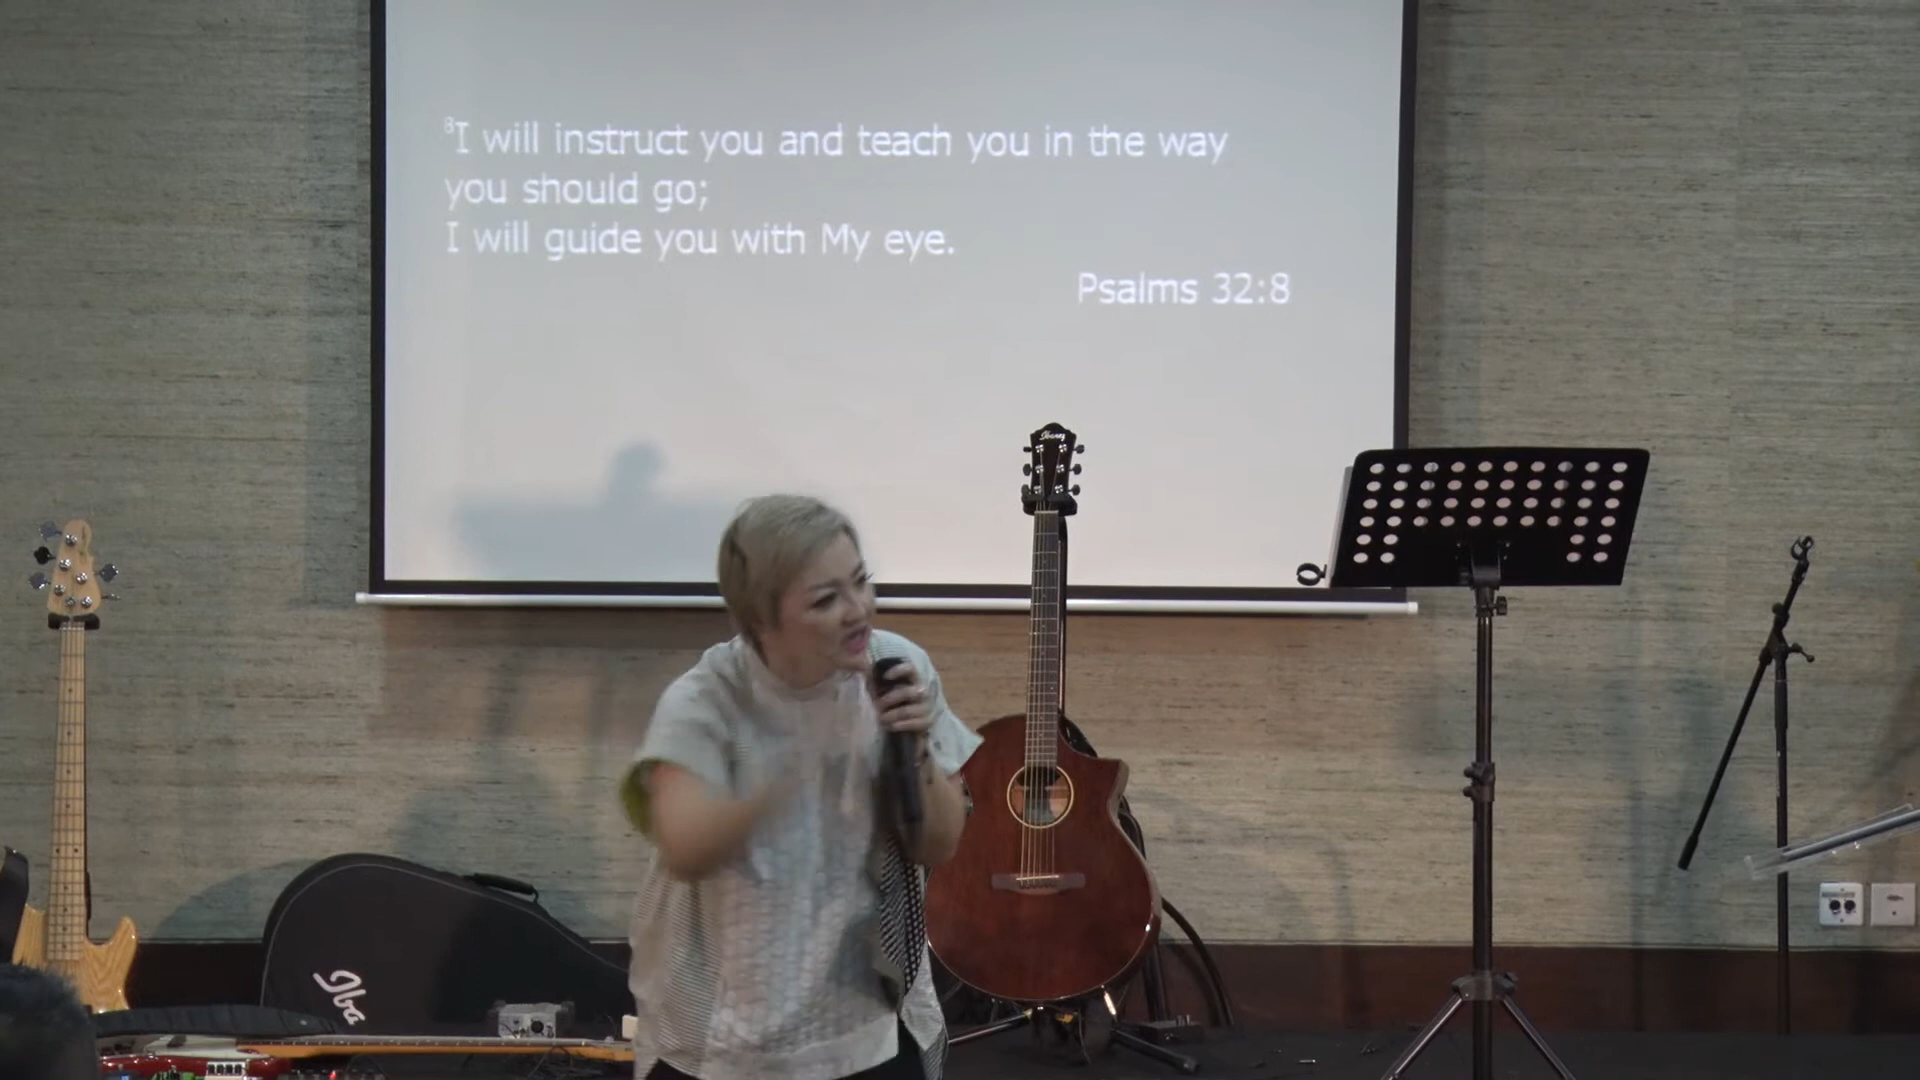 ⁸I will instruct you and teach you in the way
you should go;
I will guide you with My eye.
Psalms 32:8
Ibanez
Iba